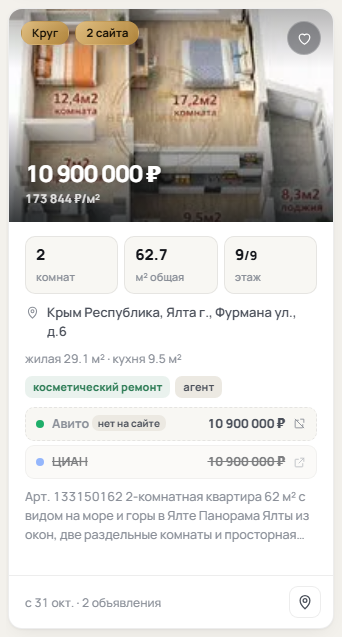 Круг
2 сайта
12,4м2
комната
17,2м2
комната
7м2
10 900 000 ₽
173 844 ₽/м²
8,3м2
лоджия
9,5м2
2
комнат
62.7
м² общая
9/9
этаж
Крым Республика, Ялта г., Фурмана ул.,
д.6
жилая 29.1 м² · кухня 9.5 м²
косметический ремонт
агент
Авито нет на сайте 10 900 000 ₽
ЦИАН 10 900 000 ₽
Арт. 133150162 2-комнатная квартира 62 м² с
видом на море и горы в Ялте Панорама Ялты из
окон, две раздельные комнаты и просторная...
с 31 окт. · 2 объявления